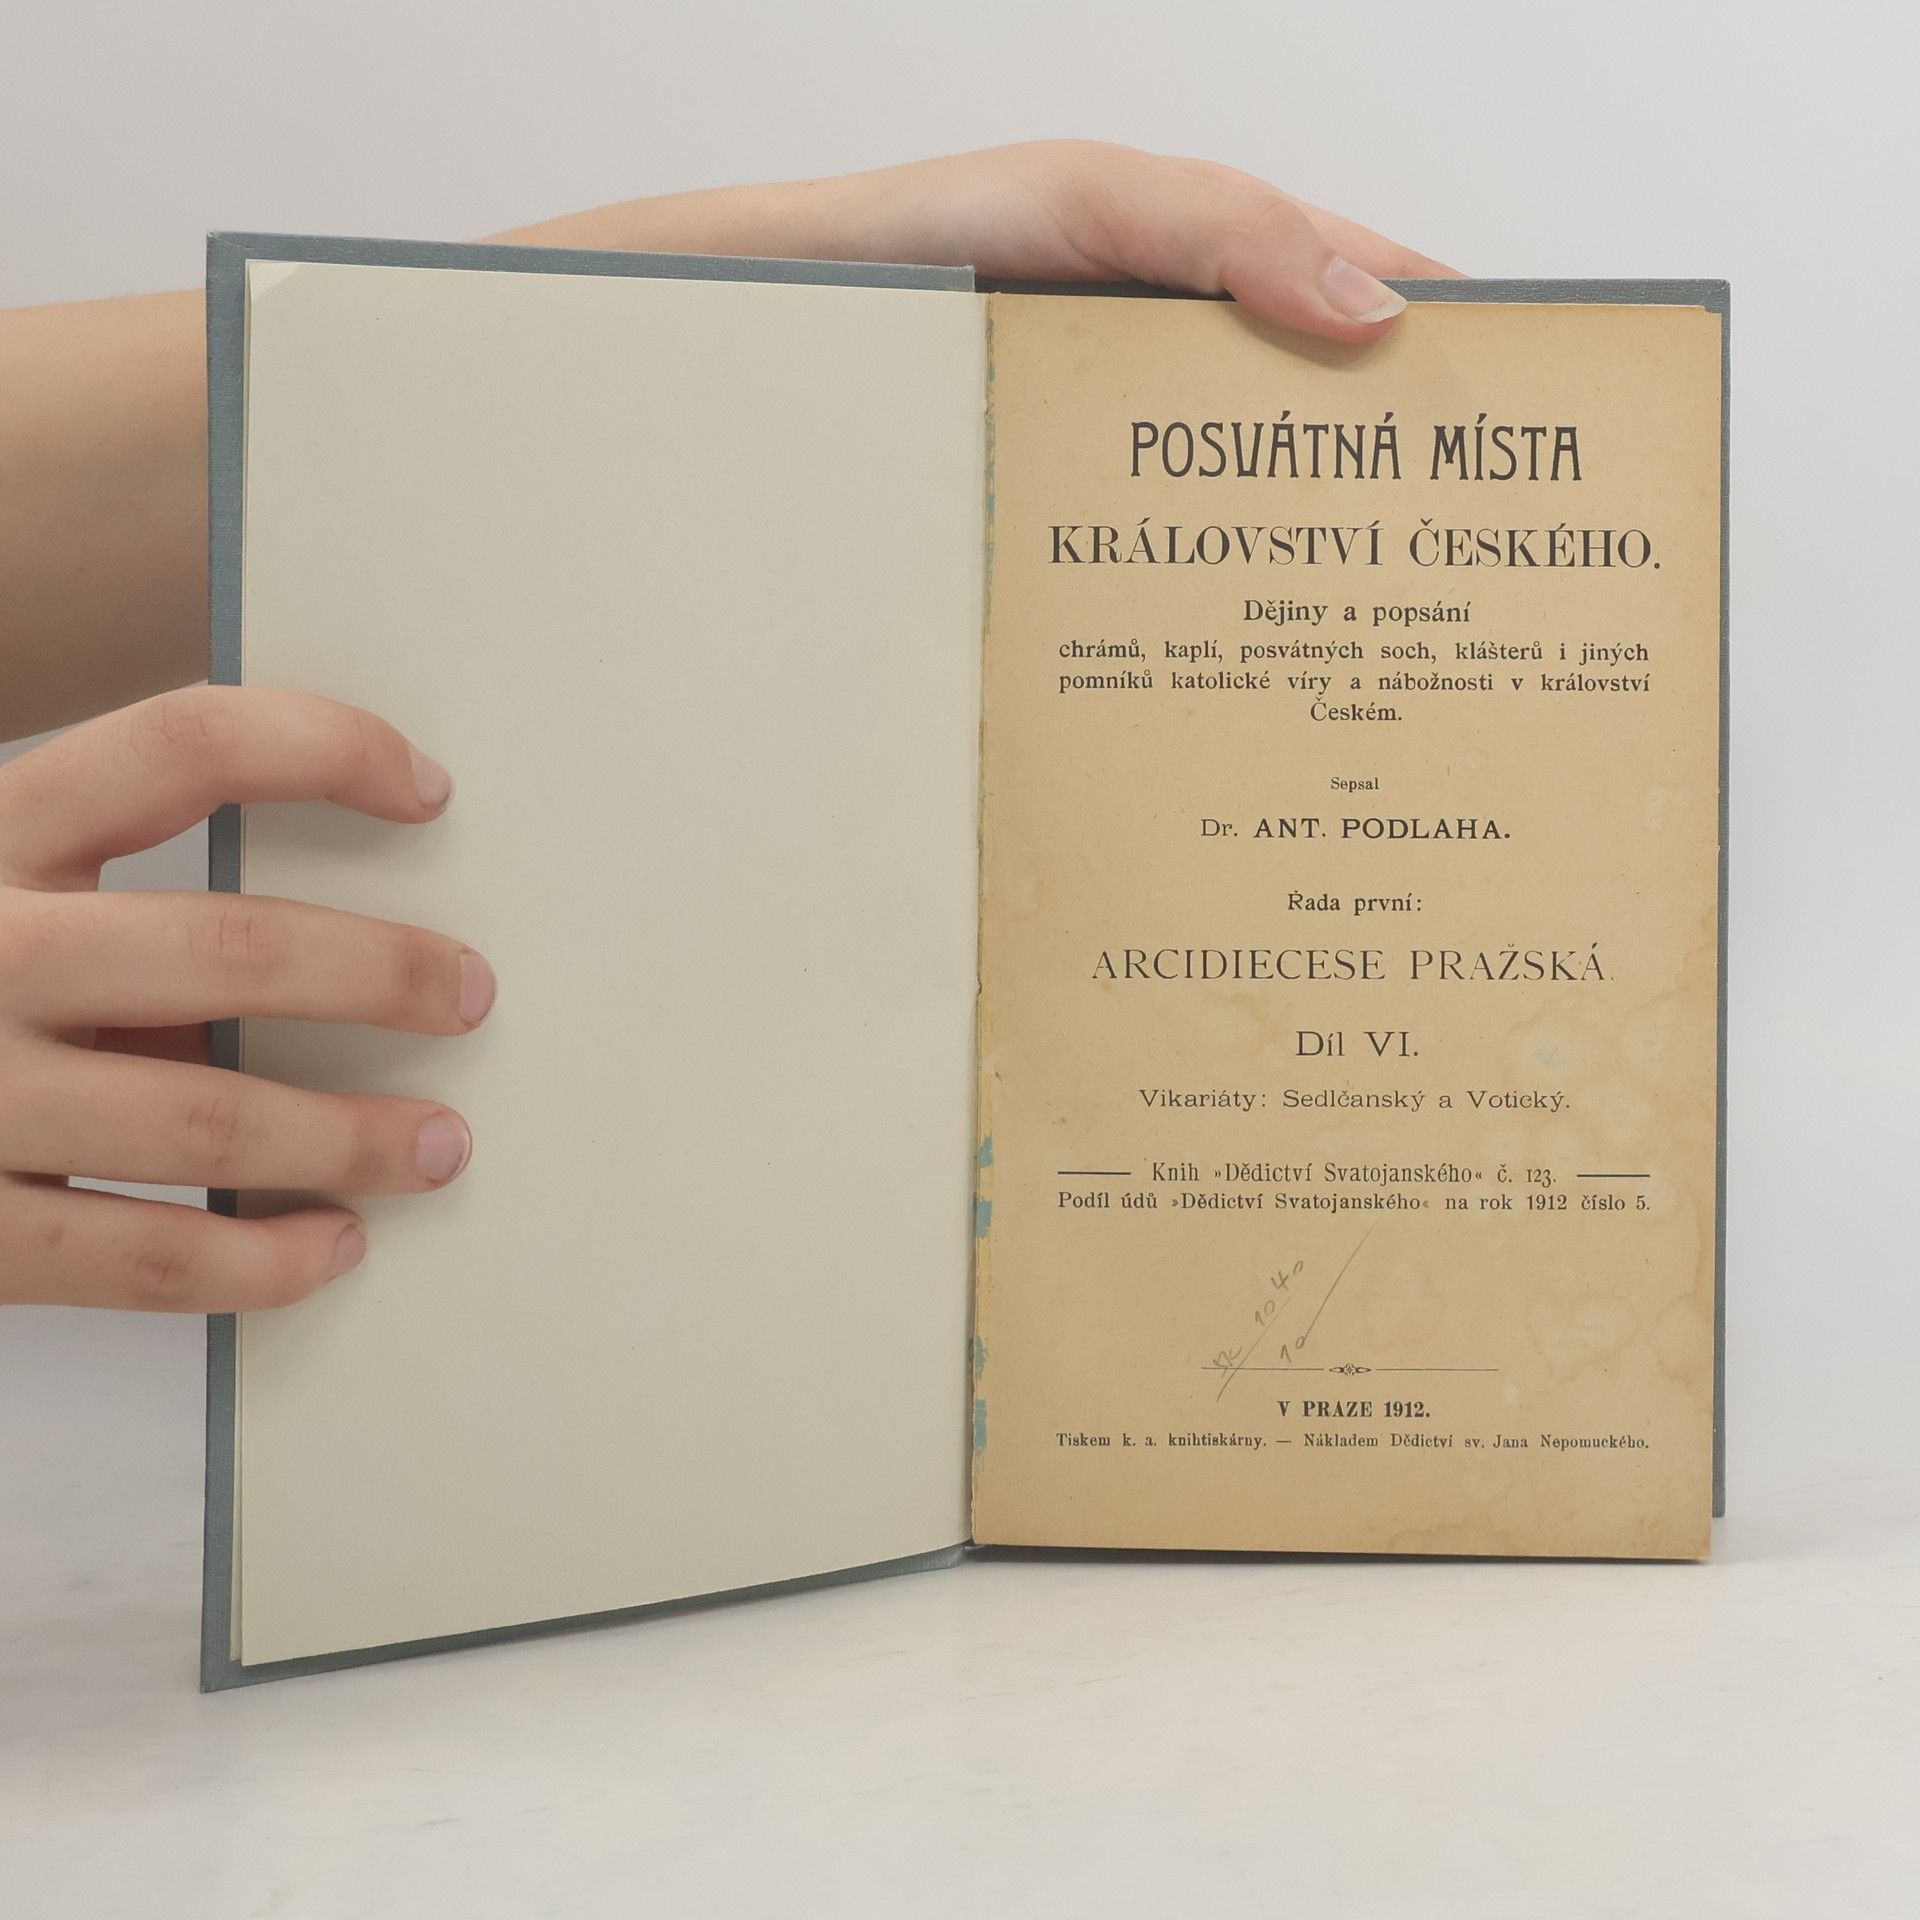 POSVÁTNÁ MÍSTA
KRÁLOVSTVÍ ČESKÉHO.
Dějiny a popsání
chrámů, kaplí, posvátných soch, klášterů i jiných
pomníků katolické víry a nábožnosti v království
Českém.
Sepsal
Dr. ANT. PODLAHA.
Řada první:
ARCIDIECESE PRAŽSKÁ.
Díl VI.
Vikariáty: Sedlčanský a Votický.
Knih »Dědictví Svatojanského« č. 123.
Podíl údů »Dědictví Svatojanského« na rok 1912 číslo 5.
10
V PRAZE 1912.
Tiskem k. a. knihtiskárny. — Nákladem Dědictví sv. Jana Nepomuckého.